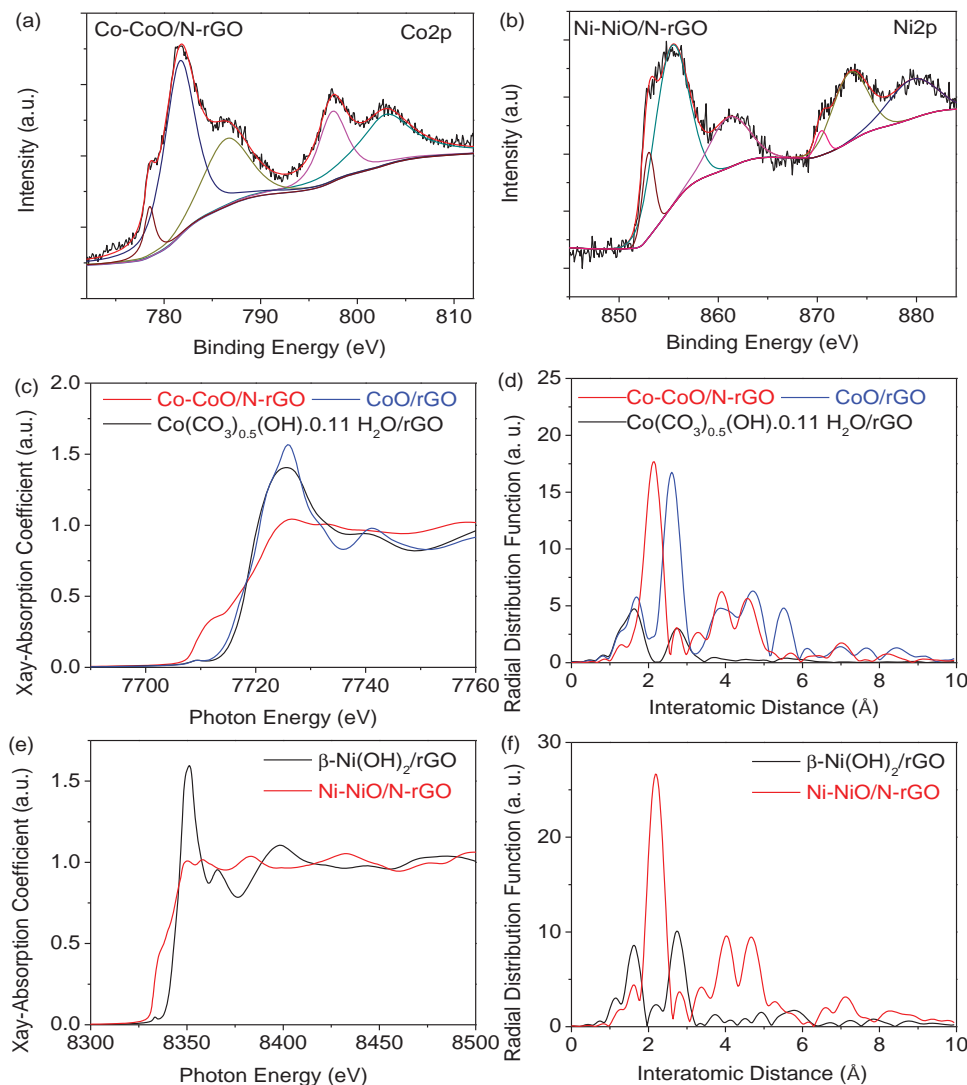 (a)
Co-CoO/N-rGO
Co2p
Intensity (a.u.)
780 790 800 810
Binding Energy (eV)
(b)
Ni-NiO/N-rGO
Ni2p
Intensity (a.u)
850 860 870 880
Binding Energy (eV)
(c)
2.0
1.5
1.0
0.5
0.0
Xay-Absorption Coefficient (a.u.)
Co-CoO/N-rGO CoO/rGO
Co(CO₃)₀.₅(OH).0.11 H₂O/rGO
7700 7720 7740 7760
Photon Energy (eV)
(d)
25
20
15
10
5
0
Radial Distribution Function (a. u.)
Co-CoO/N-rGO CoO/rGO
Co(CO₃)₀.₅(OH).0.11 H₂O/rGO
0 2 4 6 8 10
Interatomic Distance (Å)
(e)
1.5
1.0
0.5
0.0
Xay-Absorption Coefficient (a.u.)
β-Ni(OH)₂/rGO
Ni-NiO/N-rGO
8300 8350 8400 8450 8500
Photon Energy (eV)
(f)
30
20
10
0
Radial Distribution Function (a. u.)
β-Ni(OH)₂/rGO
Ni-NiO/N-rGO
0 2 4 6 8 10
Interatomic Distance (Å)